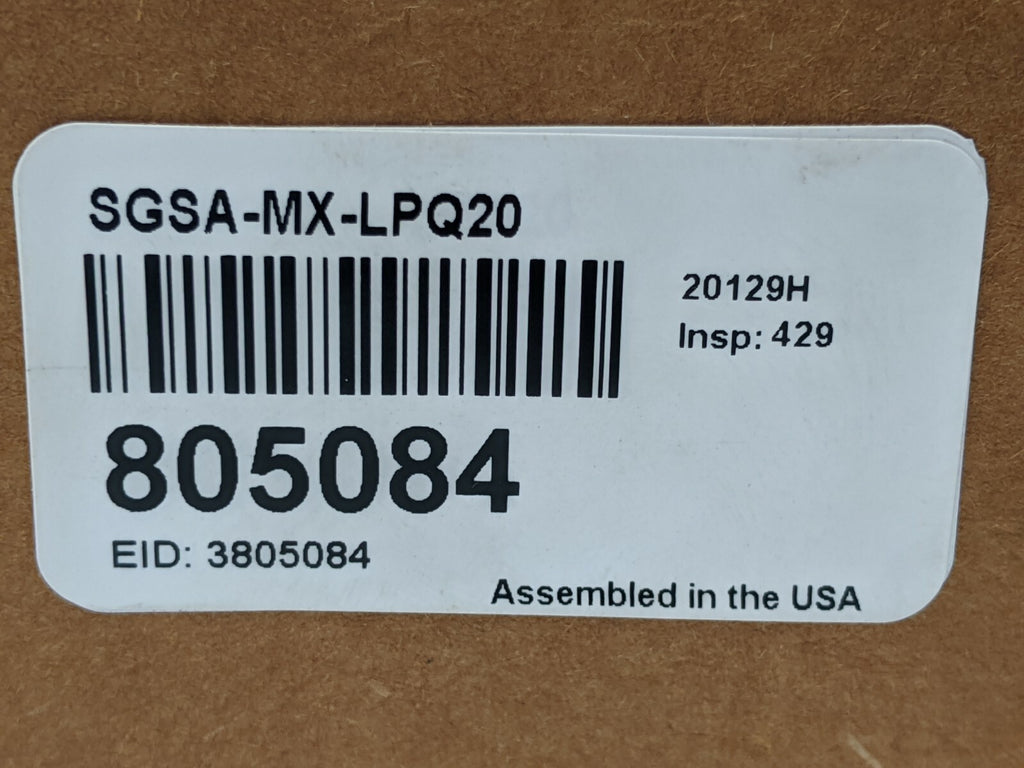 SGSA-MX-LPQ20
20129H
Insp: 429
805084
EID: 3805084
Assembled in the USA